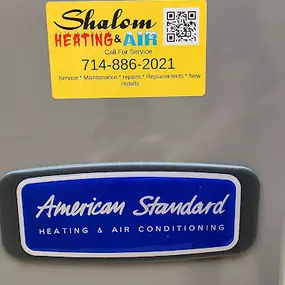 Shalom
HEATING & AIR
Call For Service
714-886-2021
Service * Maintenance * repairs * Replacements * New
Installs
American Standard
HEATING & AIR CONDITIONING